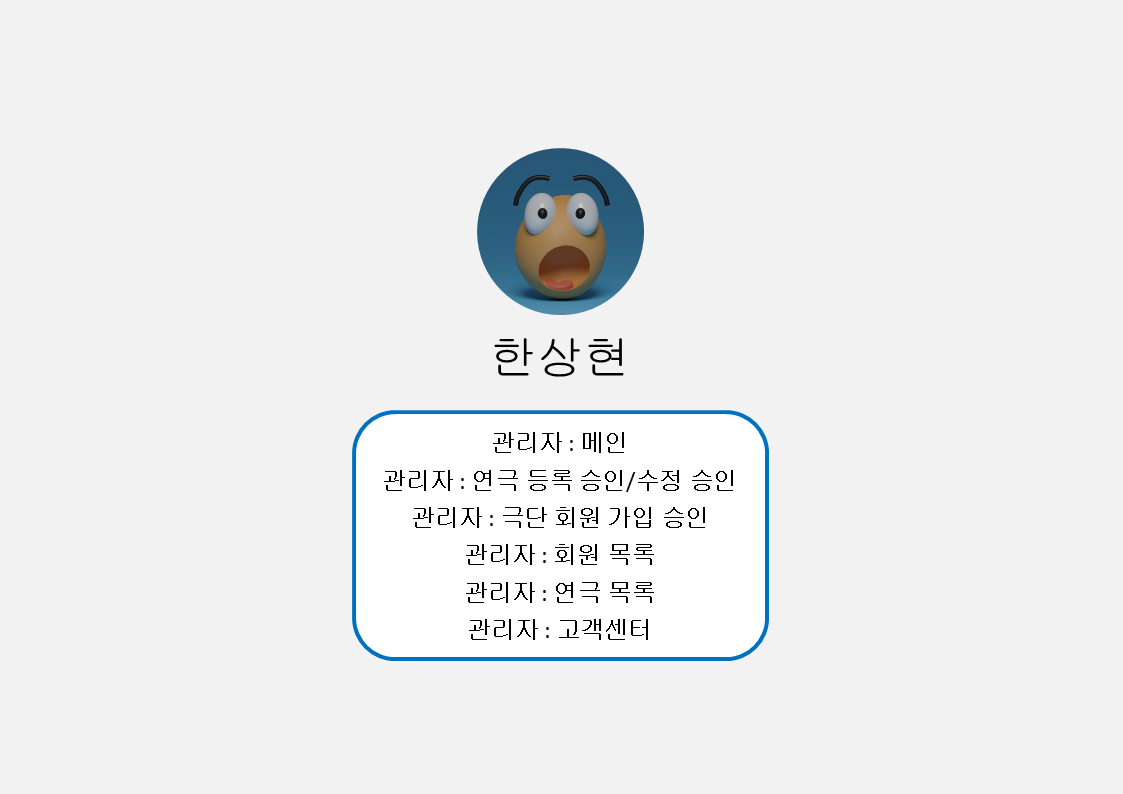 한상현
관리자 : 메인
관리자 : 연극 등록 승인/수정 승인
관리자 : 극단 회원 가입 승인
관리자 : 회원 목록
관리자 : 연극 목록
관리자 : 고객센터